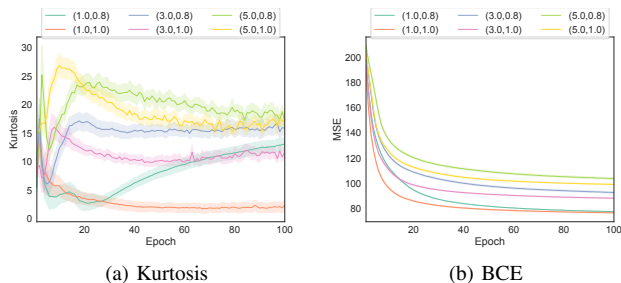 (1.0,0.8) (3.0,0.8) (5.0,0.8)
(1.0,1.0) (3.0,1.0) (5.0,1.0)
30
25
20
15
10
5
0
Kurtosis
20 40 60 80 100
Epoch
(a) Kurtosis
(1.0,0.8) (3.0,0.8) (5.0,0.8)
(1.0,1.0) (3.0,1.0) (5.0,1.0)
200
180
160
140
120
100
80
MSE
20 40 60 80 100
Epoch
(b) BCE